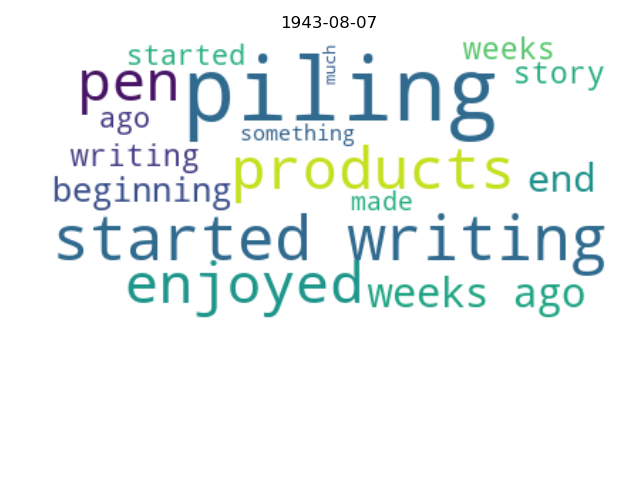 1943-08-07
started
much
weeks
pen
piling
story
ago
something
writing
products
end
beginning
made
started writing
enjoyed
weeks ago